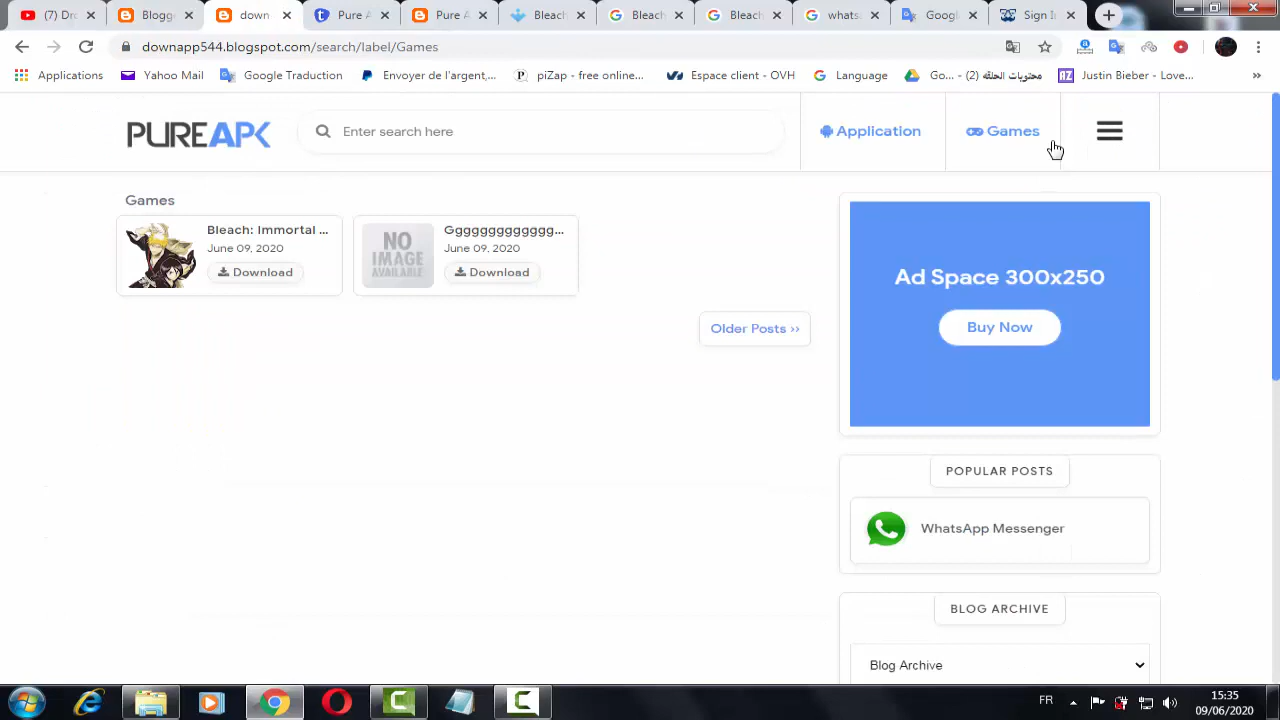 (7) Dro
Blogg
down
Pure A
Pure A
Bleach
Bleach
whats
Googl
Sign I
downapp544.blogspot.com/search/label/Games
Applications
Yahoo Mail
Google Traduction
Envoyer de l'argent,...
piZap - free online...
Espace client - OVH
Language
Go... - (2) محتويات الحلقه
Justin Bieber - Love...
»
PUREAPK
Enter search here
Application
Games
Games
Bleach: Immortal ...
June 09, 2020
Download
Ggggggggggggg...
June 09, 2020
NO IMAGE AVAILABLE
Download
Older Posts >>
Ad Space 300x250
Buy Now
POPULAR POSTS
WhatsApp Messenger
BLOG ARCHIVE
Blog Archive
FR
15:35
09/06/2020